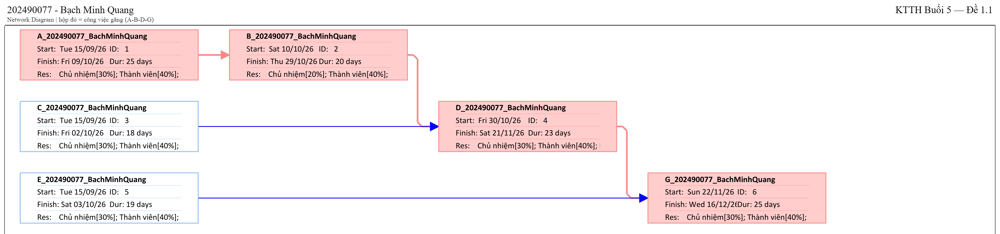 202490077 - Bạch Minh Quang
KTTH Buổi 5 — Đề 1.1
Network Diagram | hộp đỏ = công việc găng (A-B-D-G)
A_202490077_BachMinhQuang
Start: Tue 15/09/26 ID: 1
Finish: Fri 09/10/26 Dur: 25 days
Res: Chủ nhiệm[30%]; Thành viên[40%];
B_202490077_BachMinhQuang
Start: Sat 10/10/26 ID: 2
Finish: Thu 29/10/26 Dur: 20 days
Res: Chủ nhiệm[20%]; Thành viên[40%];
C_202490077_BachMinhQuang
Start: Tue 15/09/26 ID: 3
Finish: Fri 02/10/26 Dur: 18 days
Res: Chủ nhiệm[30%]; Thành viên[40%];
D_202490077_BachMinhQuang
Start: Fri 30/10/26 ID: 4
Finish: Sat 21/11/26 Dur: 23 days
Res: Chủ nhiệm[30%]; Thành viên[40%];
E_202490077_BachMinhQuang
Start: Tue 15/09/26 ID: 5
Finish: Sat 03/10/26 Dur: 19 days
Res: Chủ nhiệm[30%]; Thành viên[40%];
G_202490077_BachMinhQuang
Start: Sun 22/11/26 ID: 6
Finish: Wed 16/12/26 Dur: 25 days
Res: Chủ nhiệm[30%]; Thành viên[40%];